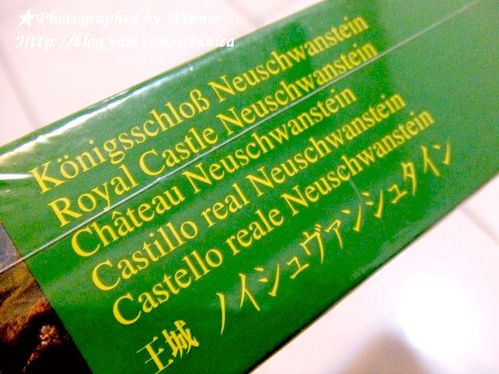 ★Photographed by Winnie
Http://blog.yam.com/winniea
Königsschloß Neuschwanstein
Royal Castle Neuschwanstein
Château Neuschwanstein
Castillo real Neuschwanstein
Castello reale Neuschwanstein
王城 ノイシュヴァンシュタイン